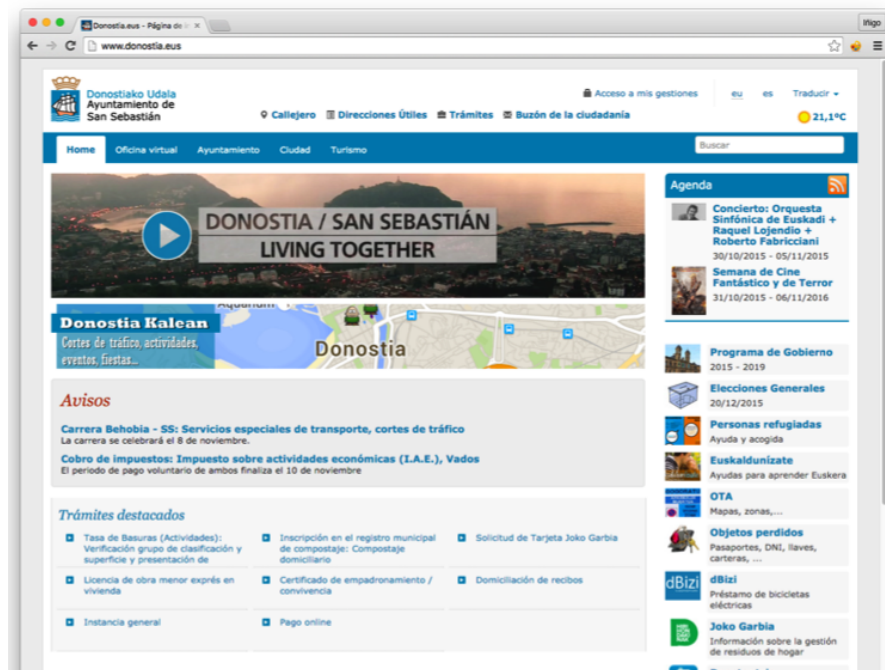 Donostia.eus - Página de in
Iñigo
www.donostia.eus
Donostiako Udala
Ayuntamiento de
San Sebastián
Acceso a mis gestiones
eu
es
Traducir
Callejero
Direcciones Útiles
Trámites
Buzón de la ciudadanía
21,1ºC
Home
Oficina virtual
Ayuntamiento
Ciudad
Turismo
Buscar
DONOSTIA / SAN SEBASTIÁN
LIVING TOGETHER
Aquarium
Donostia Kalean
Cortes de tráfico, actividades,
eventos, fiestas...
Donostia
Avisos
Carrera Behobia - SS: Servicios especiales de transporte, cortes de tráfico
La carrera se celebrará el 8 de noviembre.
Cobro de impuestos: Impuesto sobre actividades económicas (I.A.E.), Vados
El periodo de pago voluntario de ambos finaliza el 10 de noviembre
Trámites destacados
Tasa de Basuras (Actividades):
Verificación grupo de clasificación y
superficie y presentación de
Inscripción en el registro municipal
de compostaje: Compostaje
domiciliario
Solicitud de Tarjeta Joko Garbia
Licencia de obra menor exprés en
vivienda
Certificado de empadronamiento /
convivencia
Domiciliación de recibos
Instancia general
Pago online
Agenda
Concierto: Orquesta
Sinfónica de Euskadi +
Raquel Lojendio +
Roberto Fabricciani
30/10/2015 - 05/11/2015
Semana de Cine
Fantástico y de Terror
31/10/2015 - 06/11/2016
Programa de Gobierno
2015 - 2019
Elecciones Generales
20/12/2015
Personas refugiadas
Ayuda y acogida
Euskaldunízate
Ayudas para aprender Euskera
OTA
Mapas, zonas,...
Objetos perdidos
Pasaportes, DNI, llaves,
carteras, ...
dBizi
dBizi
Préstamo de bicicletas
eléctricas
Joko Garbia
Información sobre la gestión
de residuos de hogar